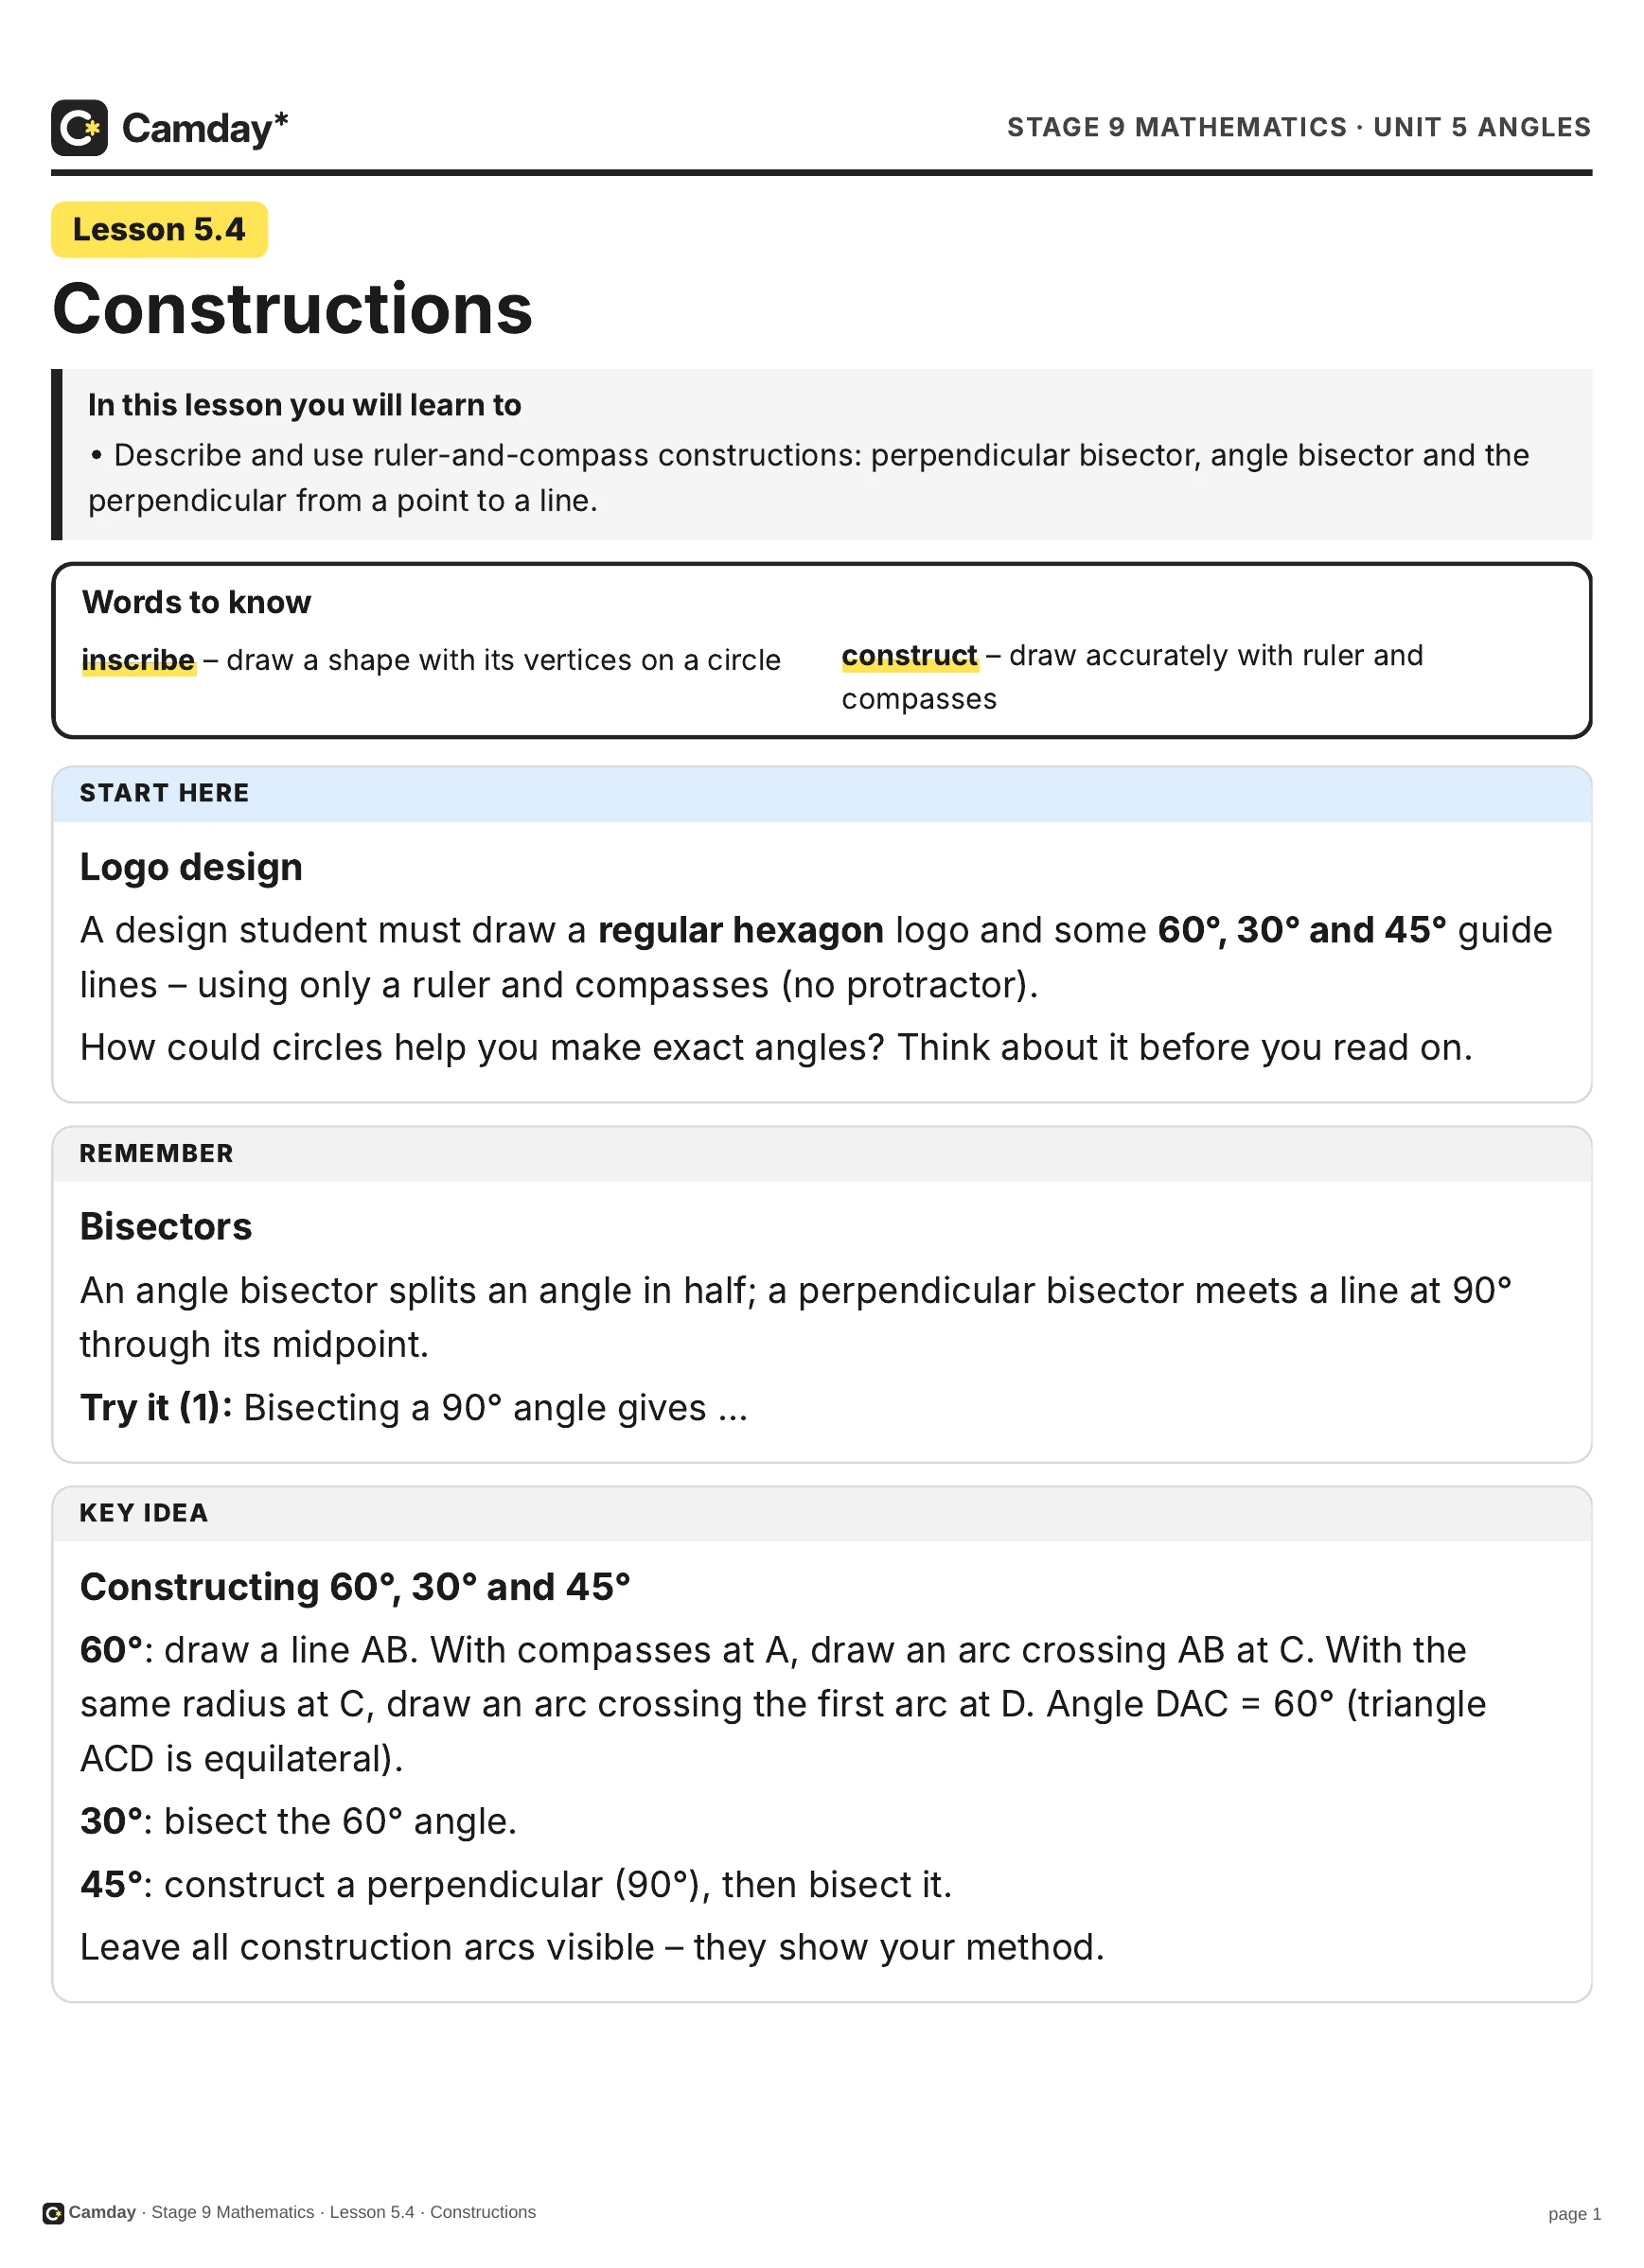 Camday*
STAGE 9 MATHEMATICS · UNIT 5 ANGLES
Lesson 5.4
Constructions
In this lesson you will learn to
• Describe and use ruler-and-compass constructions: perpendicular bisector, angle bisector and the
perpendicular from a point to a line.
Words to know
inscribe – draw a shape with its vertices on a circle
construct – draw accurately with ruler and
compasses
START HERE
Logo design
A design student must draw a regular hexagon logo and some 60°, 30° and 45° guide
lines – using only a ruler and compasses (no protractor).
How could circles help you make exact angles? Think about it before you read on.
REMEMBER
Bisectors
An angle bisector splits an angle in half; a perpendicular bisector meets a line at 90°
through its midpoint.
Try it (1): Bisecting a 90° angle gives ...
KEY IDEA
Constructing 60°, 30° and 45°
60°: draw a line AB. With compasses at A, draw an arc crossing AB at C. With the
same radius at C, draw an arc crossing the first arc at D. Angle DAC = 60° (triangle
ACD is equilateral).
30°: bisect the 60° angle.
45°: construct a perpendicular (90°), then bisect it.
Leave all construction arcs visible – they show your method.
Camday · Stage 9 Mathematics · Lesson 5.4 · Constructions
page 1